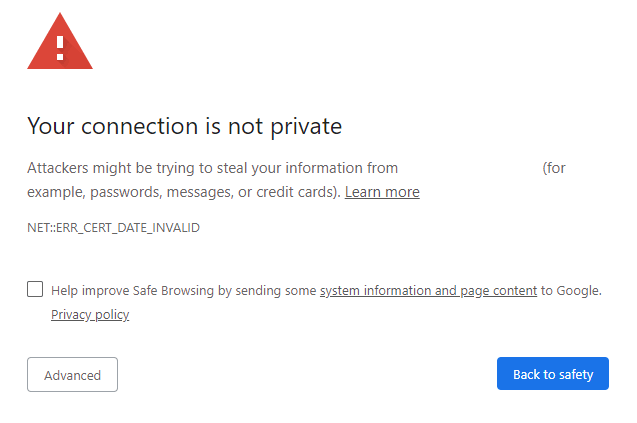 Your connection is not private
Attackers might be trying to steal your information from (for
example, passwords, messages, or credit cards). Learn more
NET::ERR_CERT_DATE_INVALID
Help improve Safe Browsing by sending some system information and page content to Google.
Privacy policy
Advanced
Back to safety